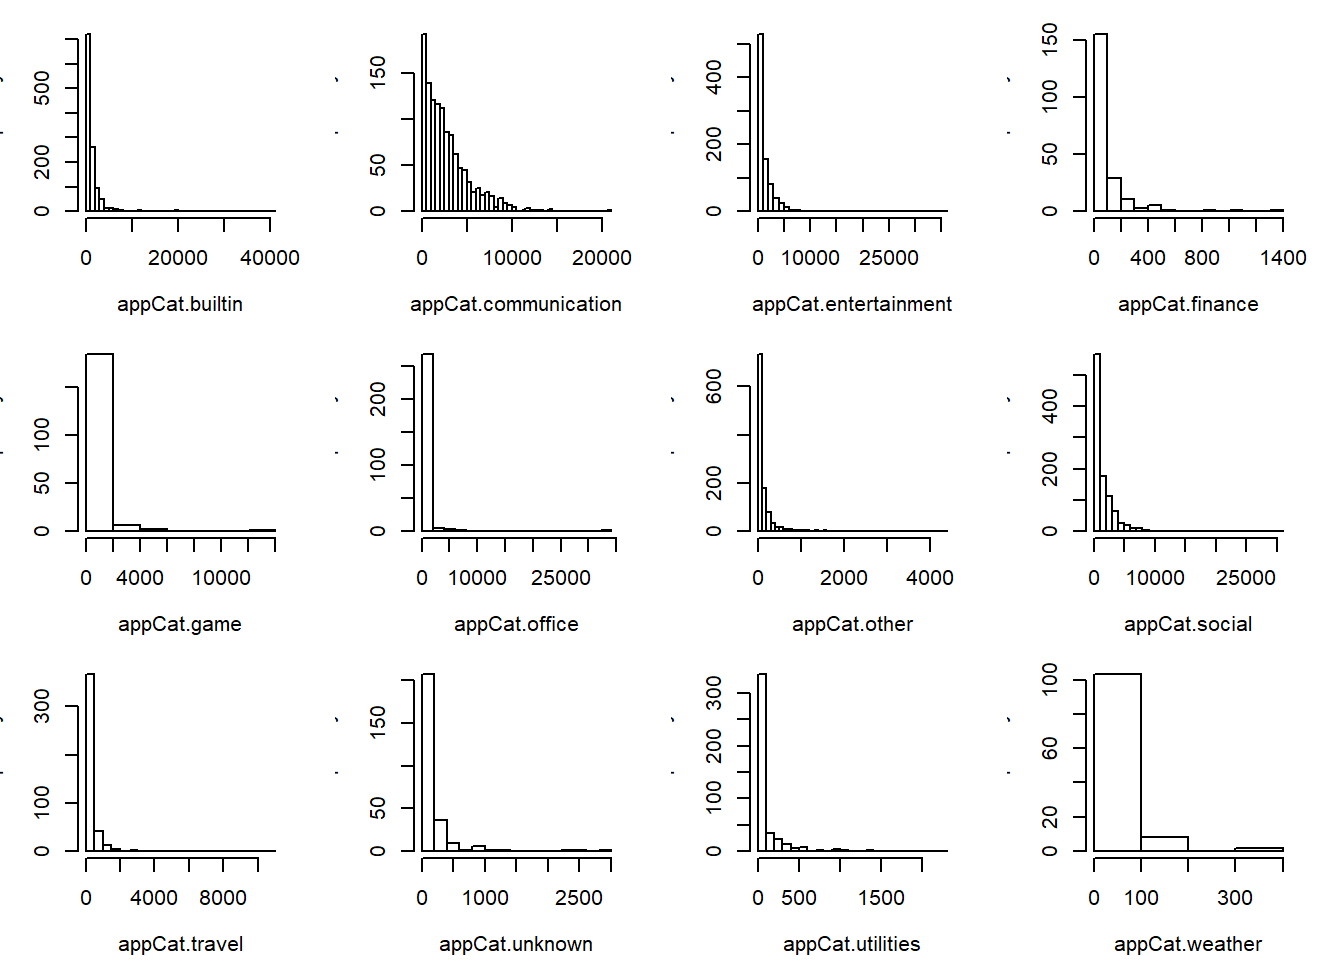 0 200 500
0 20000 40000
appCat.builtin
0 50 150
0 10000 20000
appCat.communication
0 200 400
0 10000 25000
appCat.entertainment
0 50 100 150
0 400 800 1400
appCat.finance
0 50 100
0 4000 10000
appCat.game
0 100 200
0 10000 25000
appCat.office
0 200 600
0 2000 4000
appCat.other
0 200 400
0 10000 25000
appCat.social
0 100 300
0 4000 8000
appCat.travel
0 50 150
0 1000 2500
appCat.unknown
0 100 200 300
0 500 1500
appCat.utilities
0 20 60 100
0 100 300
appCat.weather